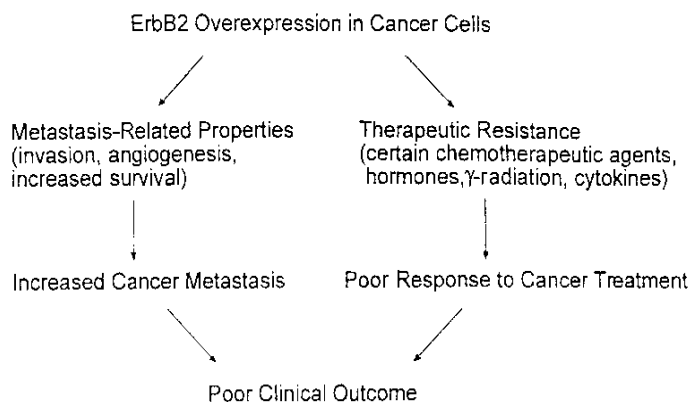 ErbB2 Overexpression in Cancer Cells
Metastasis-Related Properties
(invasion, angiogenesis,
increased survival)
Therapeutic Resistance
(certain chemotherapeutic agents,
hormones,γ-radiation, cytokines)
Increased Cancer Metastasis
Poor Response to Cancer Treatment
Poor Clinical Outcome